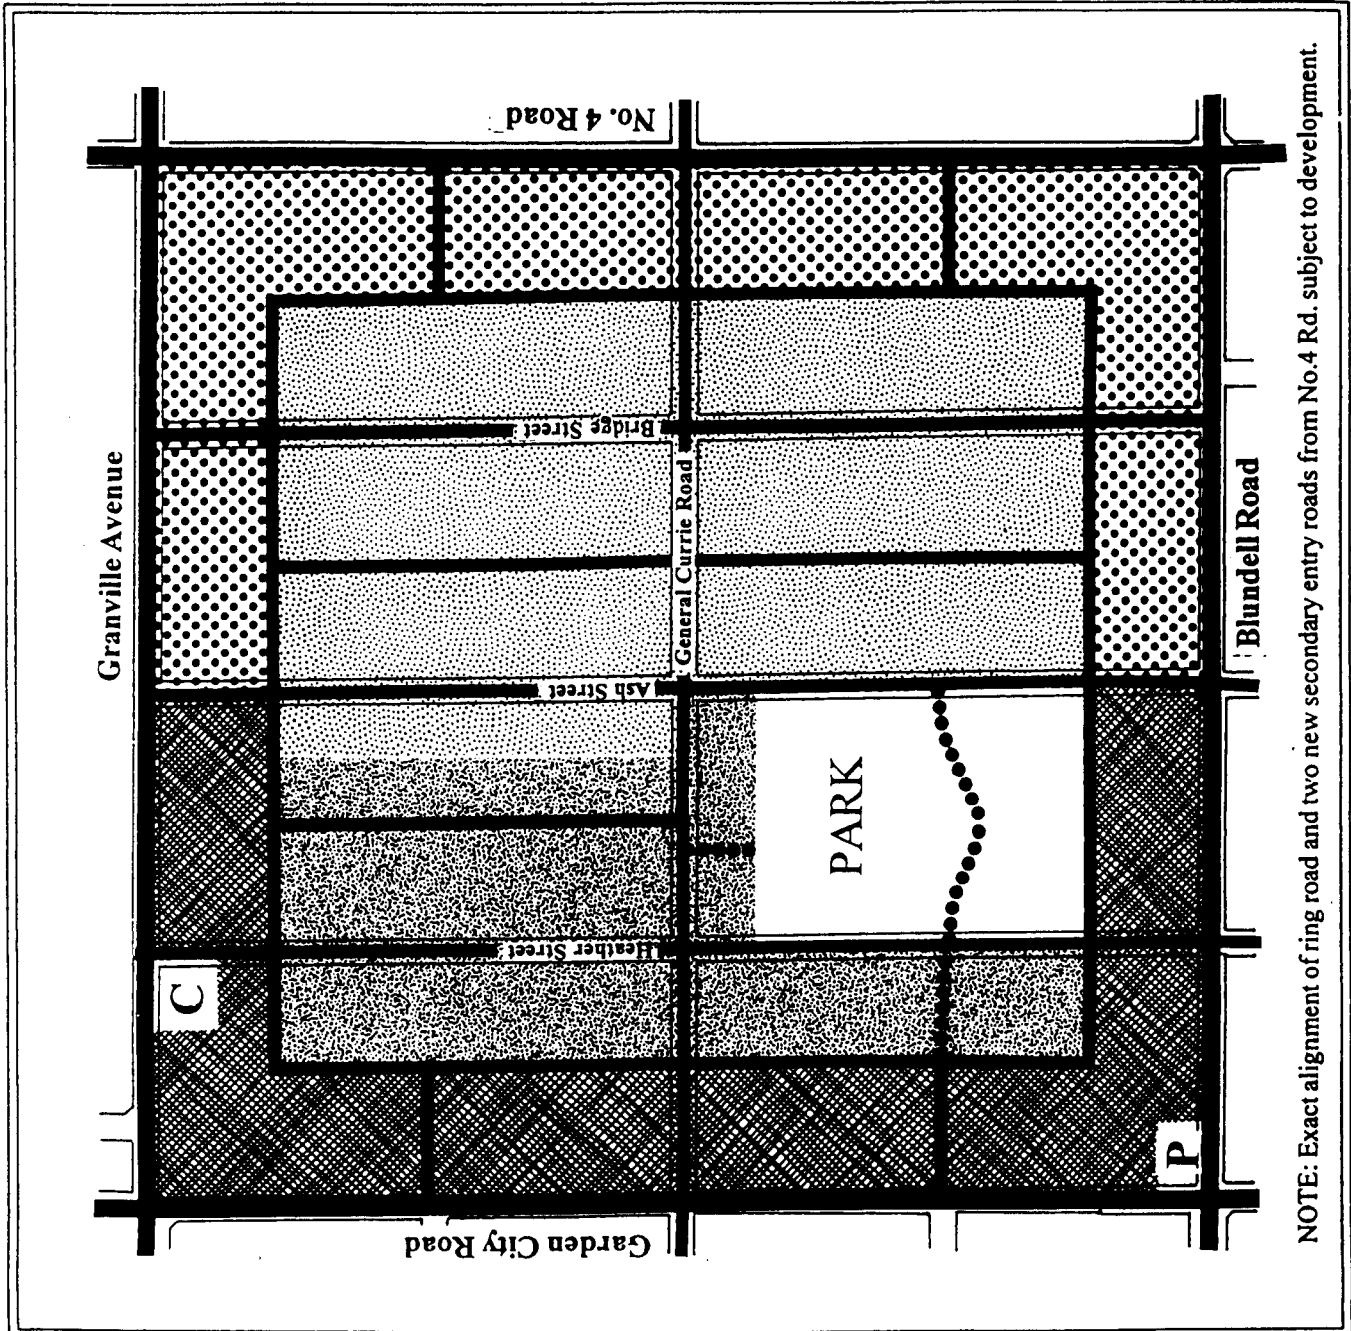 Granville Avenue
No. 4 Road
Bridge Street
General Currie Road
Ash Street
Blundell Road
PARK
Heather Street
C
P
Garden City Road
NOTE: Exact alignment of ring road and two new secondary entry roads from No.4 Rd. subject to development.